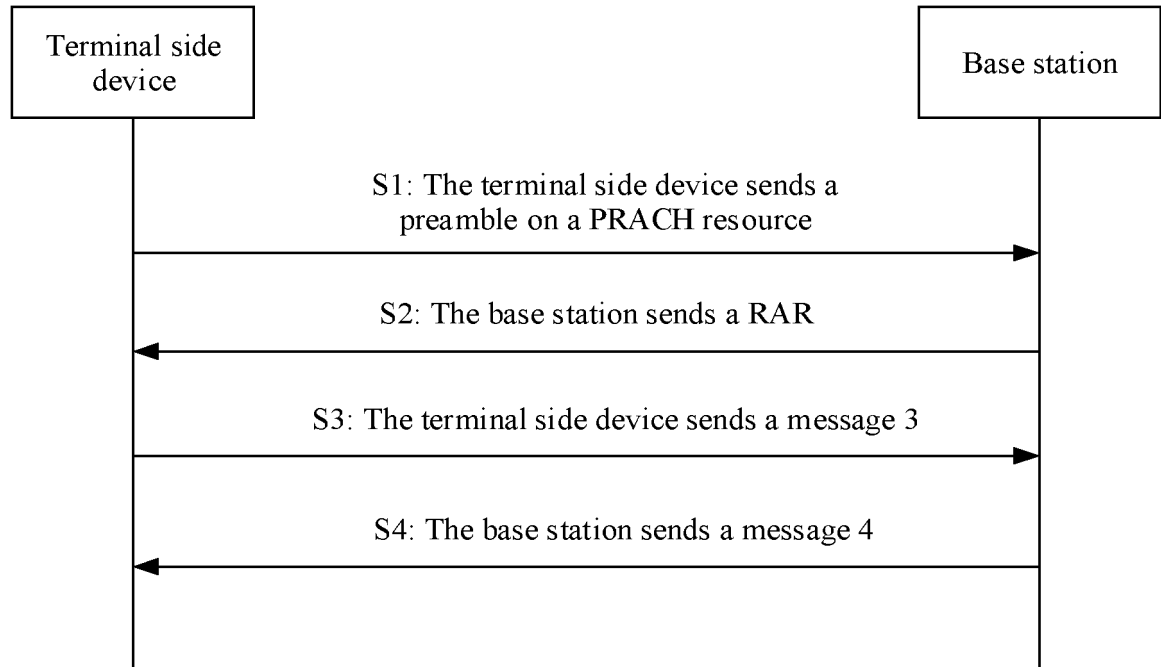 Terminal side
device
Base station
S1: The terminal side device sends a
preamble on a PRACH resource
S2: The base station sends a RAR
S3: The terminal side device sends a message 3
S4: The base station sends a message 4